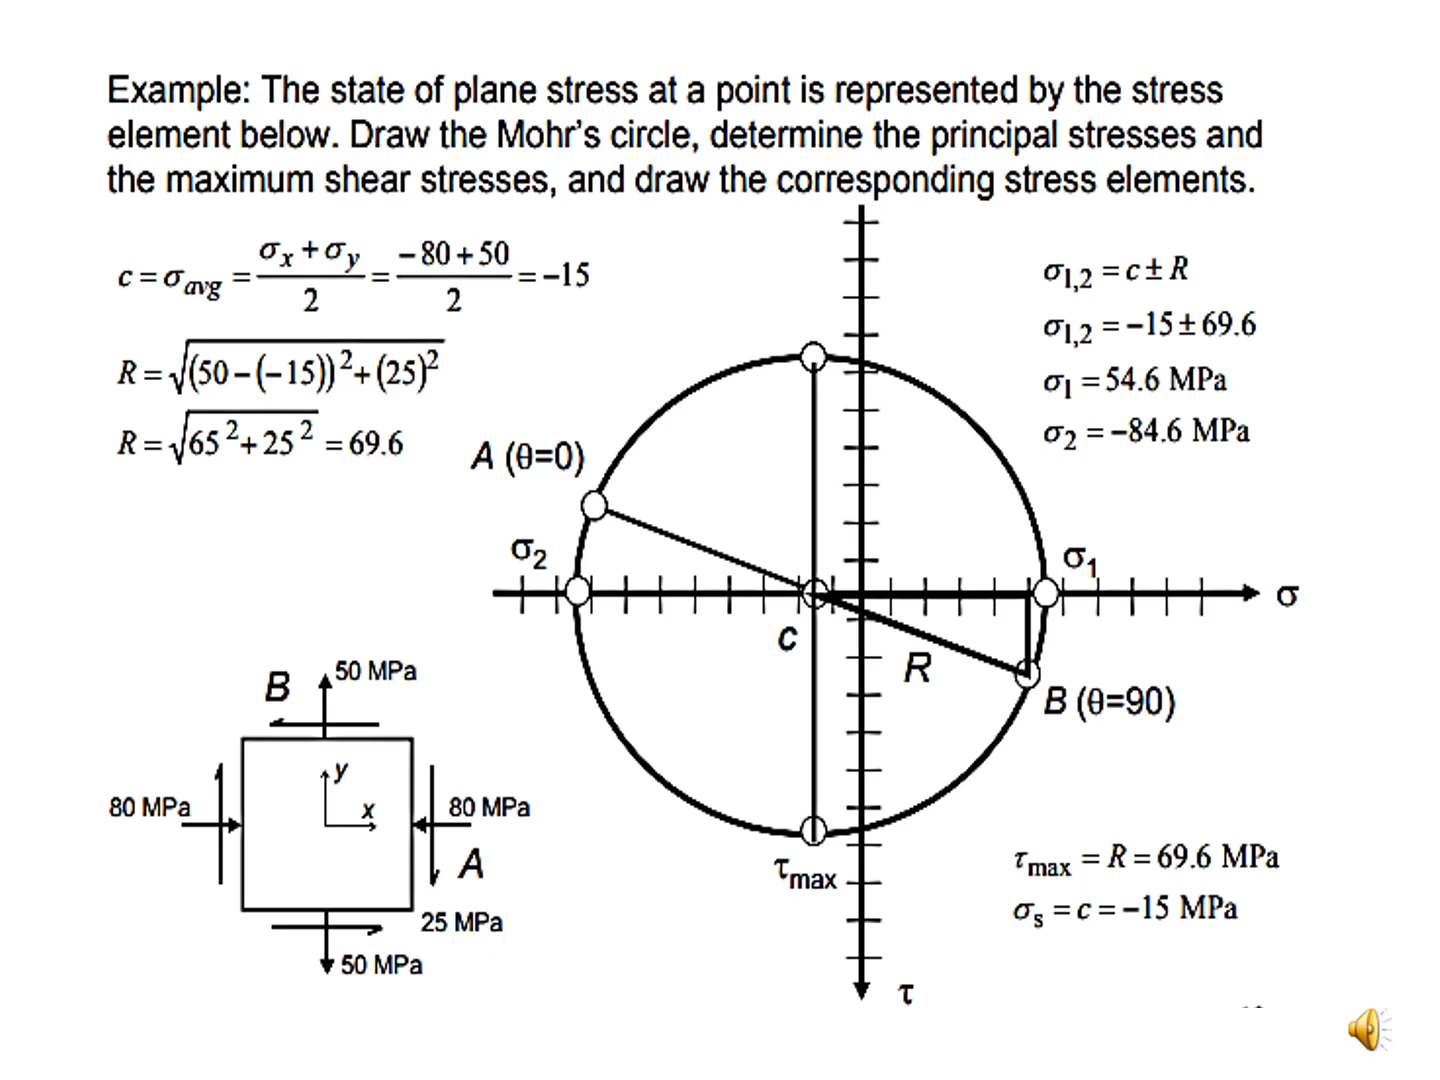 Example: The state of plane stress at a point is represented by the stress
element below. Draw the Mohr's circle, determine the principal stresses and
the maximum shear stresses, and draw the corresponding stress elements.
c = σavg = (σx + σy)/2 = (−80 + 50)/2 = −15
R = √((50 − (−15))² + (25)²)
R = √(65² + 25²) = 69.6
σ1,2 = c ± R
σ1,2 = −15 ± 69.6
σ1 = 54.6 MPa
σ2 = −84.6 MPa
A (θ=0)
σ2
σ1
σ
c
R
B (θ=90)
τmax
τ
B
50 MPa
y
x
80 MPa
80 MPa
A
25 MPa
50 MPa
τmax = R = 69.6 MPa
σs = c = −15 MPa